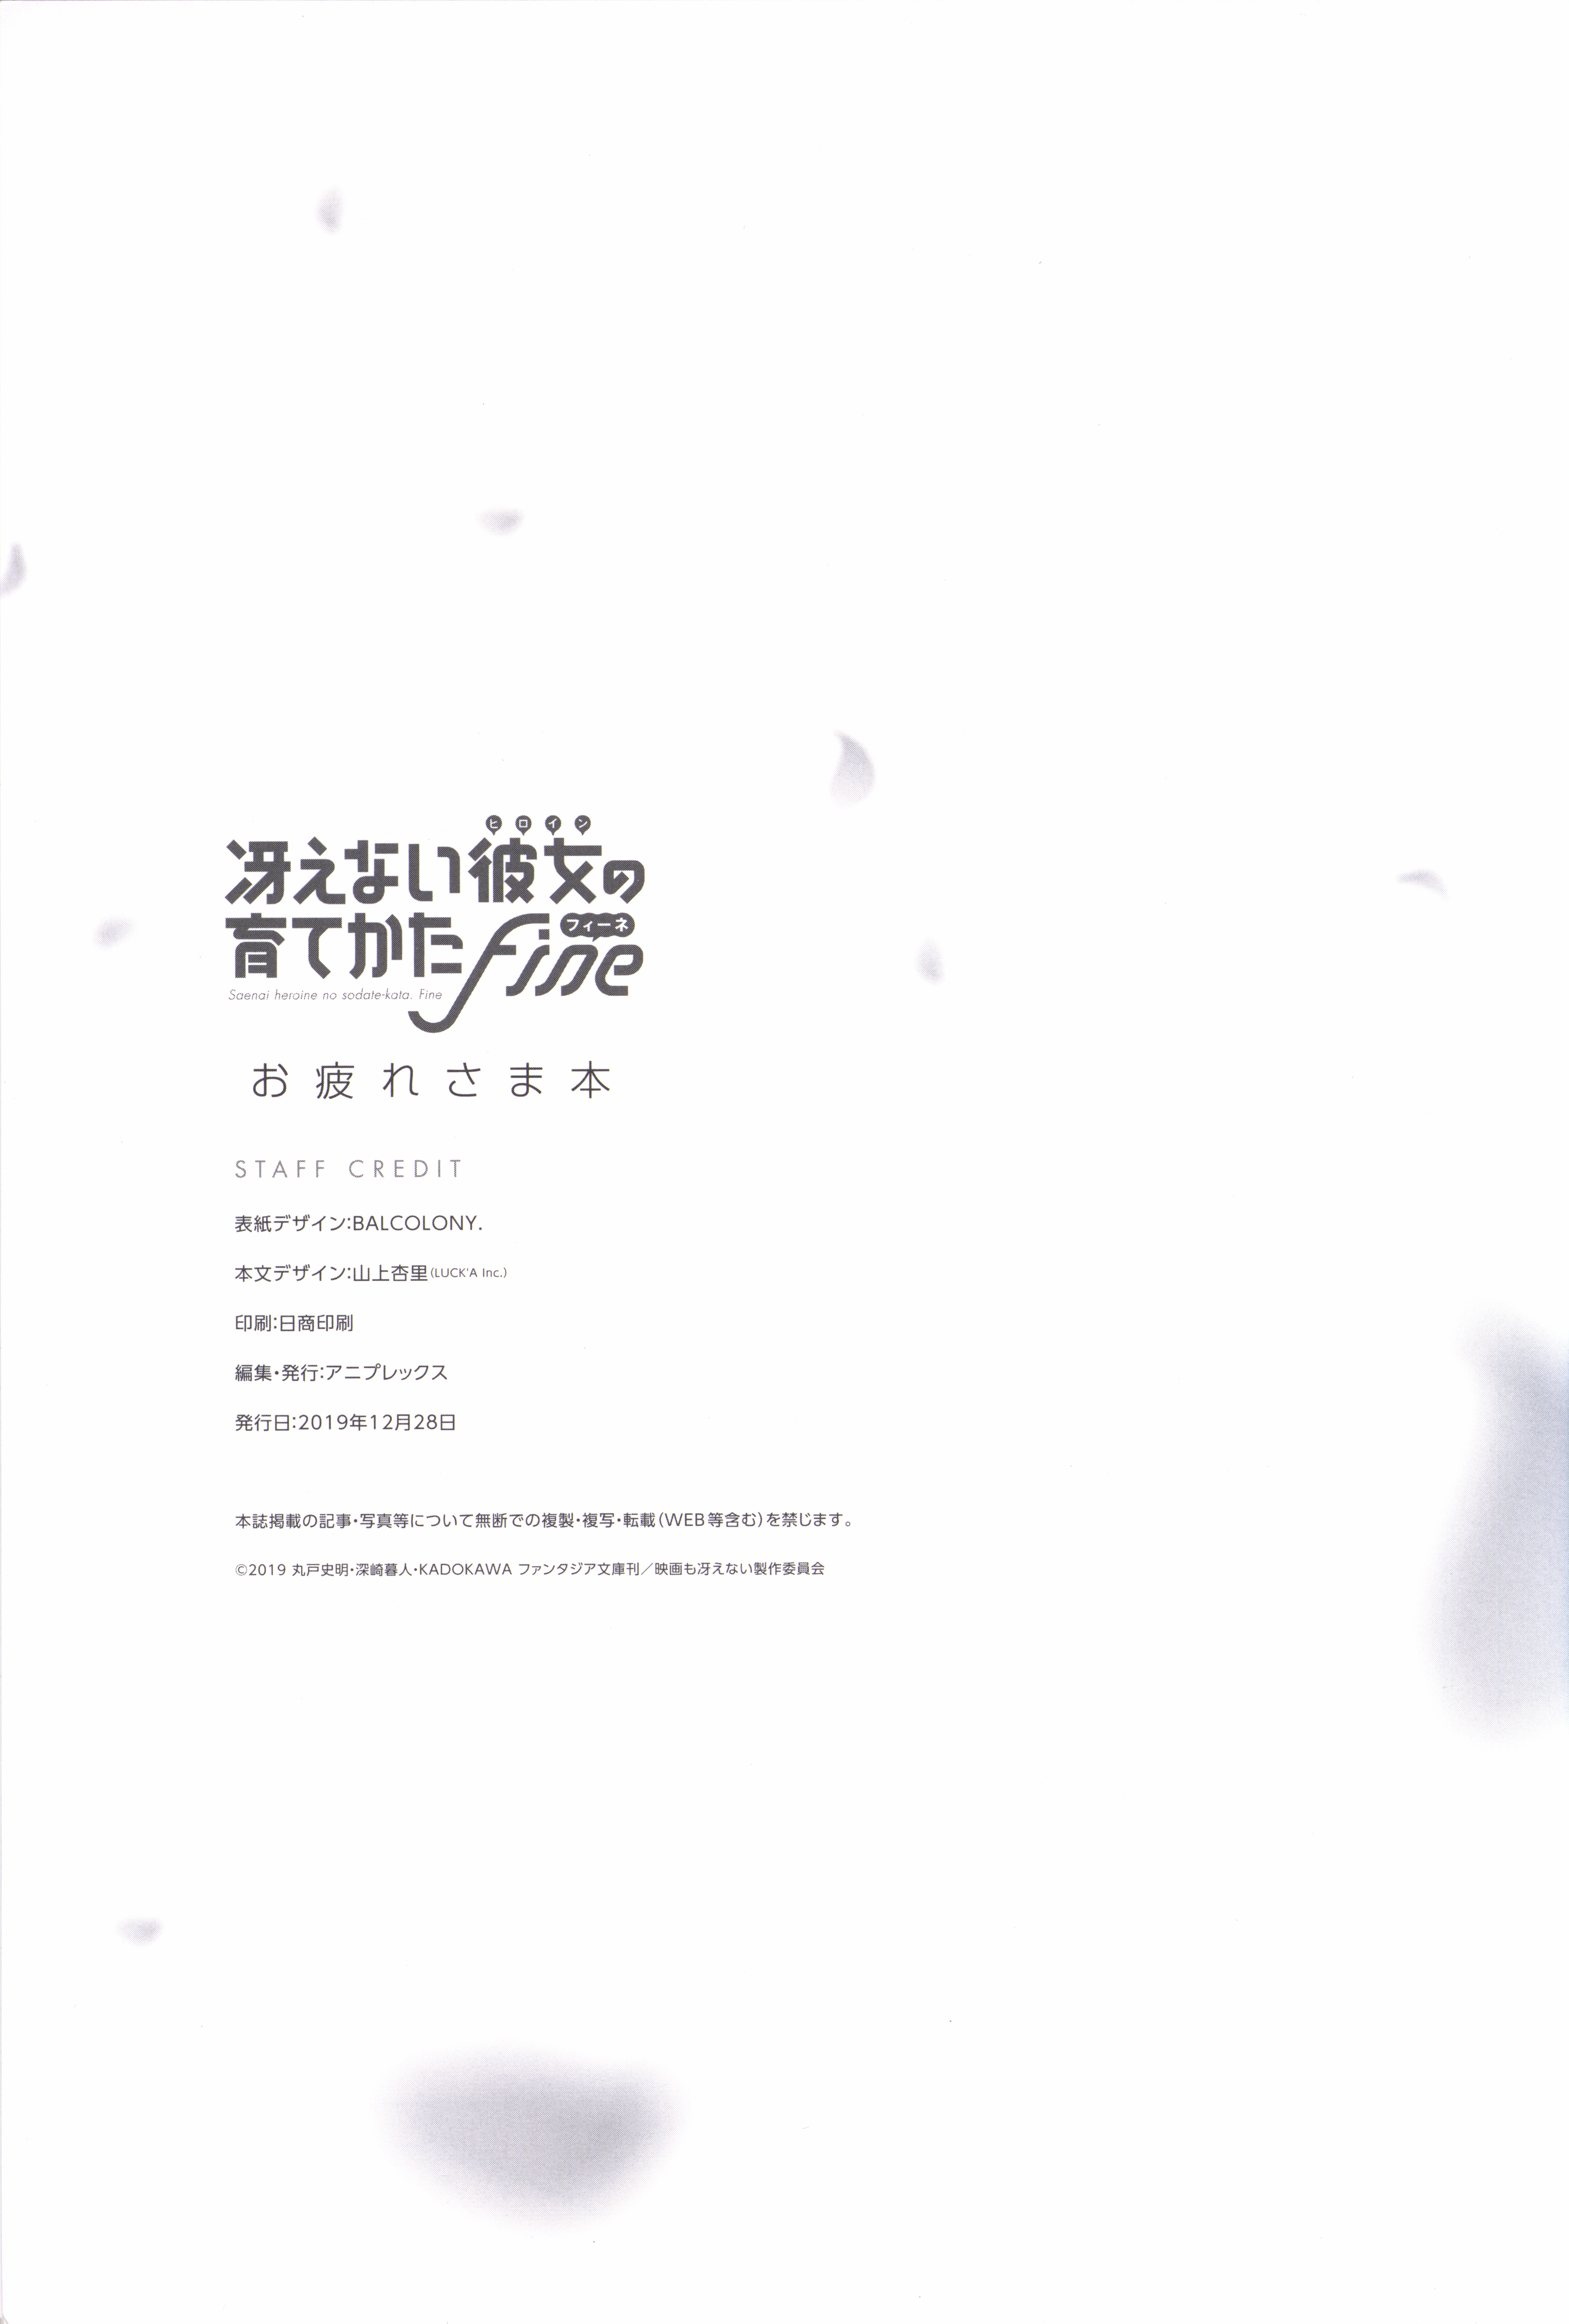 ヒロイン
冴えない彼女の
育てかた fine
フィーネ
Saenai heroine no sodate-kata. Fine
お疲れさま本
STAFF CREDIT
表紙デザイン:BALCOLONY.
本文デザイン:山上杏里(LUCK'A Inc.)
印刷:日商印刷
編集・発行:アニプレックス
発行日:2019年12月28日
本誌掲載の記事・写真等について無断での複製・複写・転載(WEB等含む)を禁じます。
©2019 丸戸史明・深崎暮人・KADOKAWA ファンタジア文庫刊／映画も冴えない製作委員会